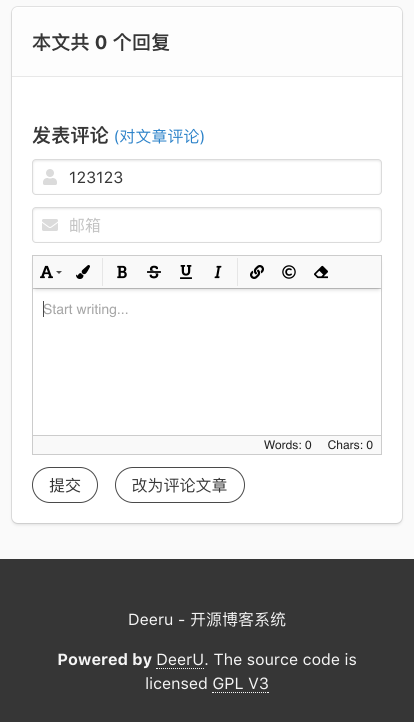 本文共 0 个回复
发表评论 (对文章评论)
123123
邮箱
A B S U I ©
Start writing...
Words: 0 Chars: 0
提交 改为评论文章
Deeru - 开源博客系统
Powered by DeerU. The source code is
licensed GPL V3